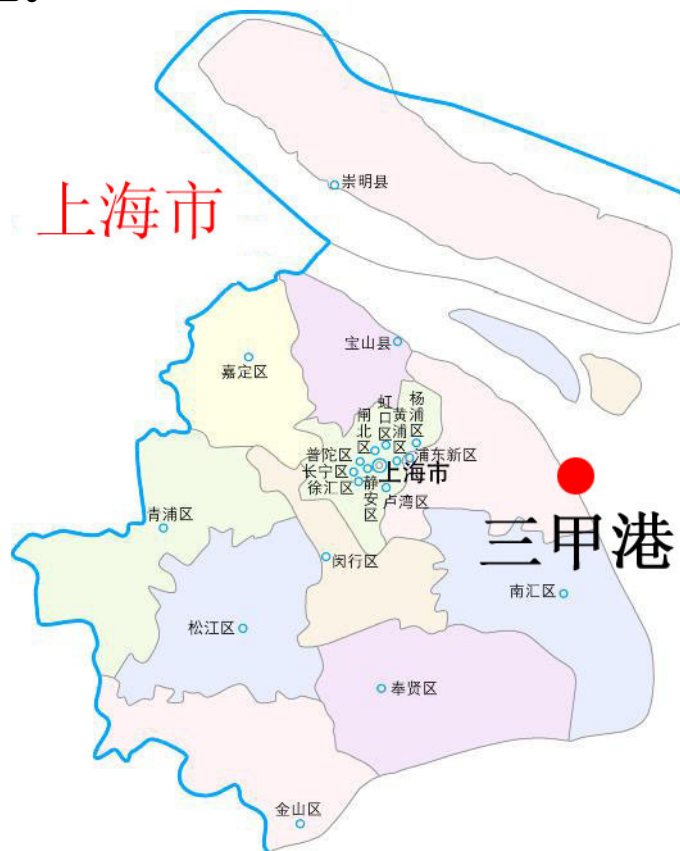 崇明县
上海市
宝山县
嘉定区
杨浦区
虹口区
黄浦区
闸北区
普陀区
浦东新区
上海市
长宁区
徐汇区
静安区
卢湾区
青浦区
三甲港
闵行区
南汇区
松江区
奉贤区
金山区